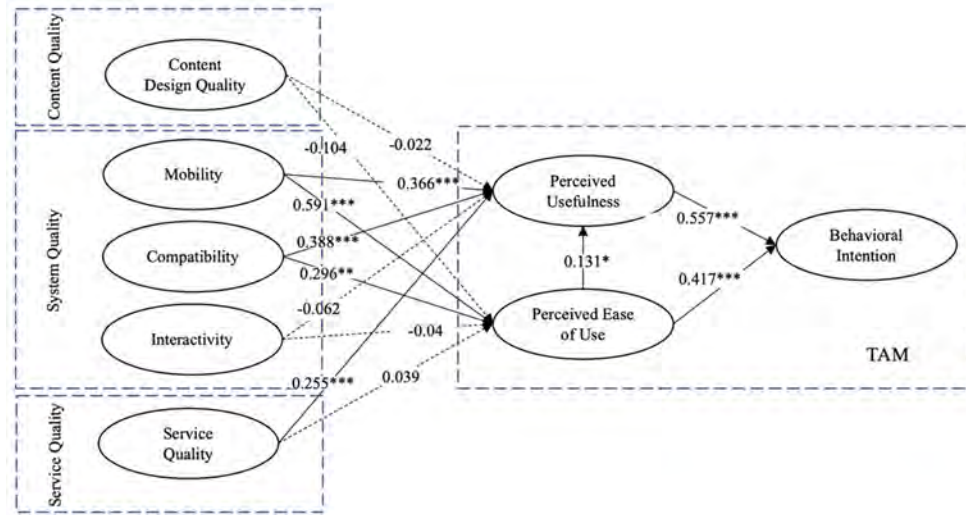 Content Quality
Content
Design Quality
-0.104
-0.022
System Quality
Mobility
0.366***
0.591***
Compatibility
0.388***
0.296**
-0.062
Interactivity
-0.04
0.255***
0.039
Service Quality
Service
Quality
Perceived
Usefulness
0.557***
0.131*
Behavioral
Intention
0.417***
Perceived Ease
of Use
TAM